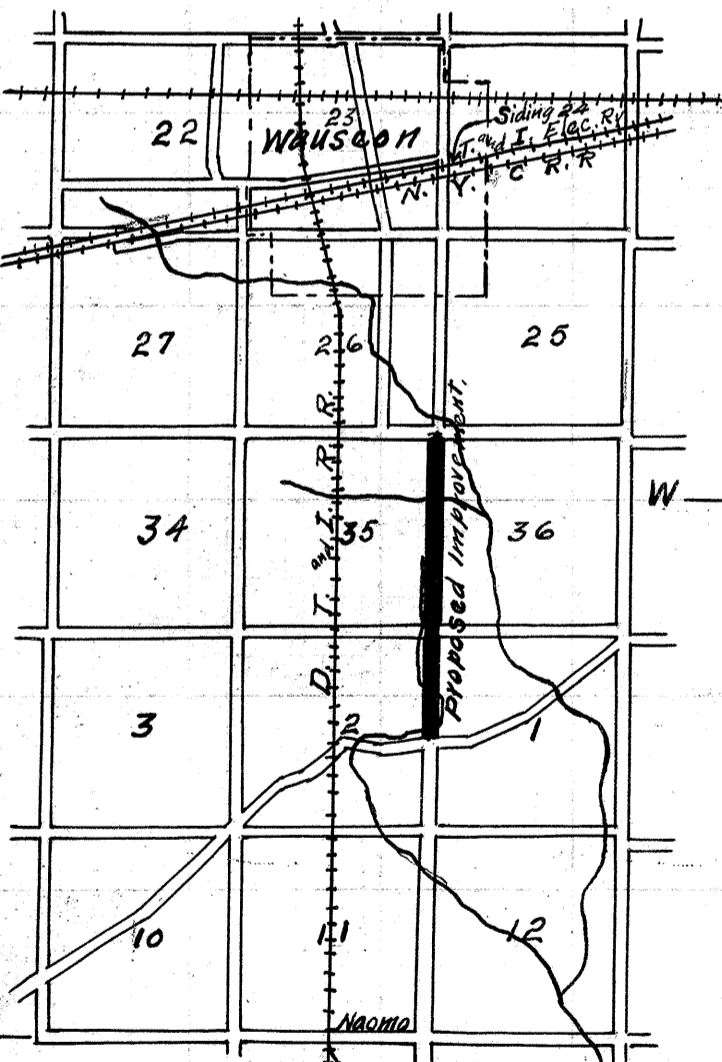 22
23
Wauseon
Siding 24
T. and I. Elec. Ry
N. Y. C R. R
27
26
25
34
35
36
W
D. T. and I. R. R.
Proposed Improvement.
3
2
1
10
11
12
Naomo